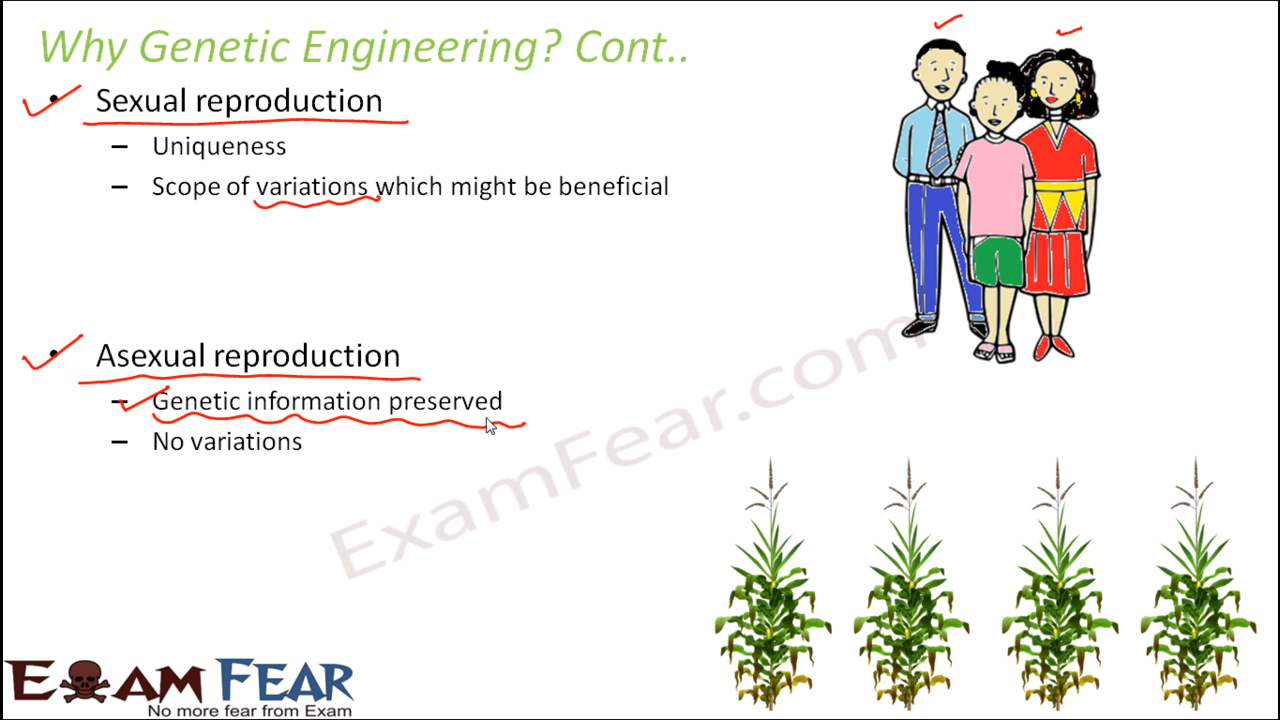 Why Genetic Engineering? Cont..
• Sexual reproduction
– Uniqueness
– Scope of variations which might be beneficial
• Asexual reproduction
– Genetic information preserved
– No variations
ExamFear.com
EXAM FEAR
No more fear from Exam